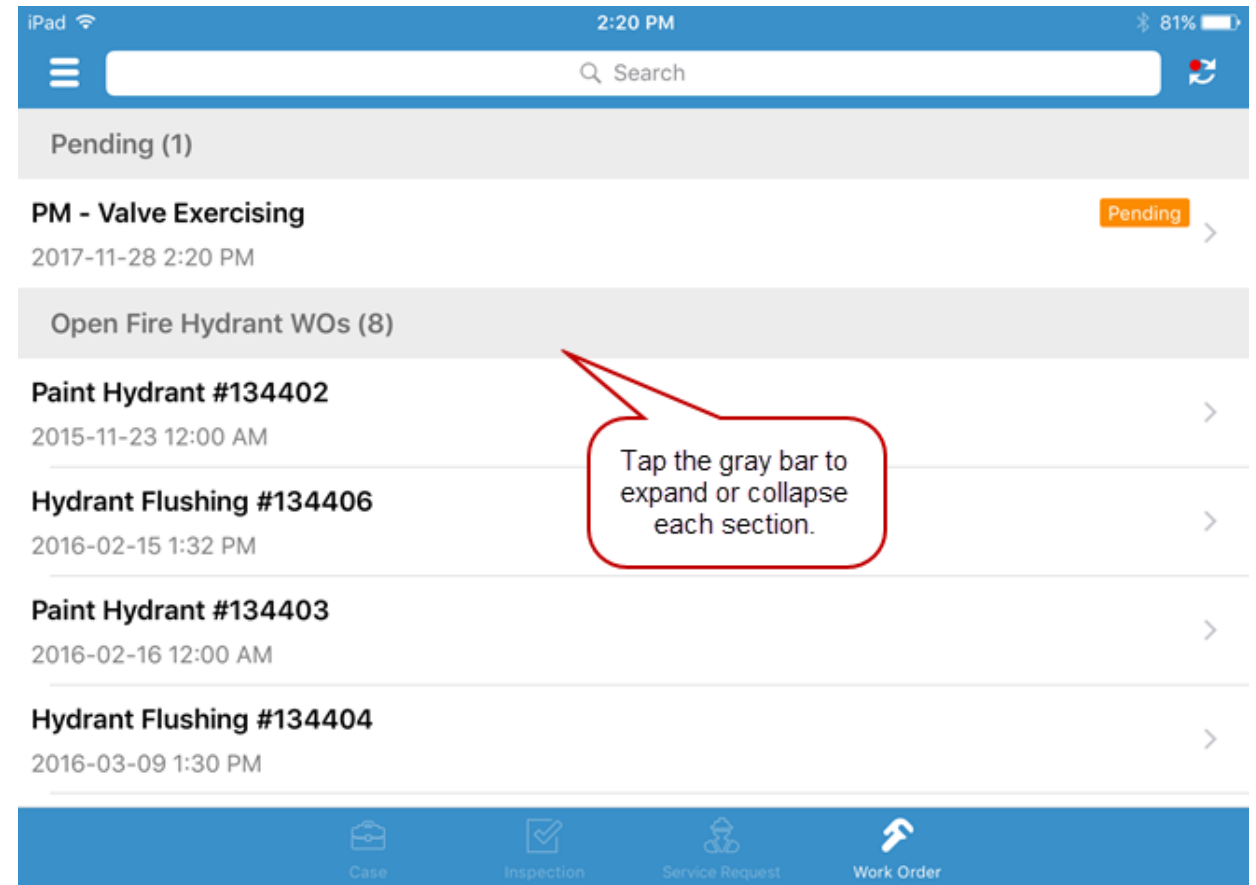 iPad 2:20 PM 81%
Search
Pending (1)
PM - Valve Exercising
Pending
2017-11-28 2:20 PM
Open Fire Hydrant WOs (8)
Paint Hydrant #134402
2015-11-23 12:00 AM
Tap the gray bar to
expand or collapse
each section.
Hydrant Flushing #134406
2016-02-15 1:32 PM
Paint Hydrant #134403
2016-02-16 12:00 AM
Hydrant Flushing #134404
2016-03-09 1:30 PM
Case Inspection Service Request Work Order